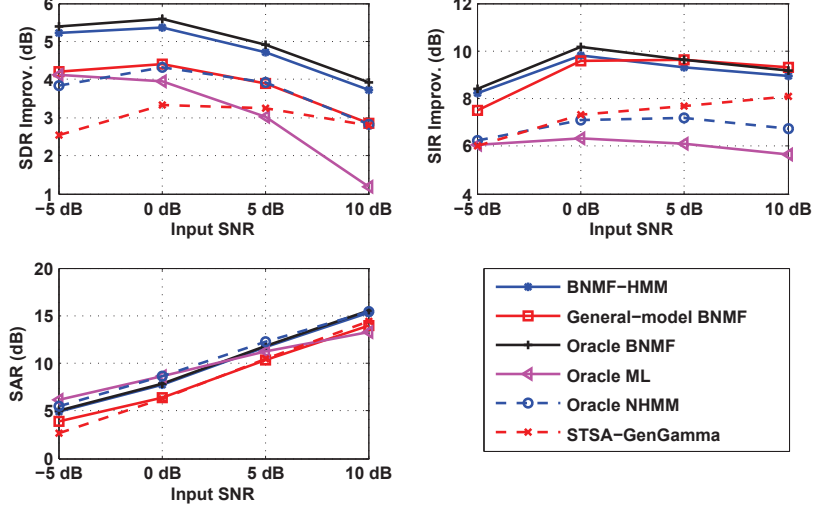 6
5
4
3
2
1
SDR Improv. (dB)
−5 dB
0 dB
5 dB
10 dB
Input SNR
10
8
6
4
SIR Improv. (dB)
−5 dB
0 dB
5 dB
10 dB
Input SNR
20
15
10
5
0
SAR (dB)
−5 dB
0 dB
5 dB
10 dB
Input SNR
BNMF−HMM
General−model BNMF
Oracle BNMF
Oracle ML
Oracle NHMM
STSA−GenGamma